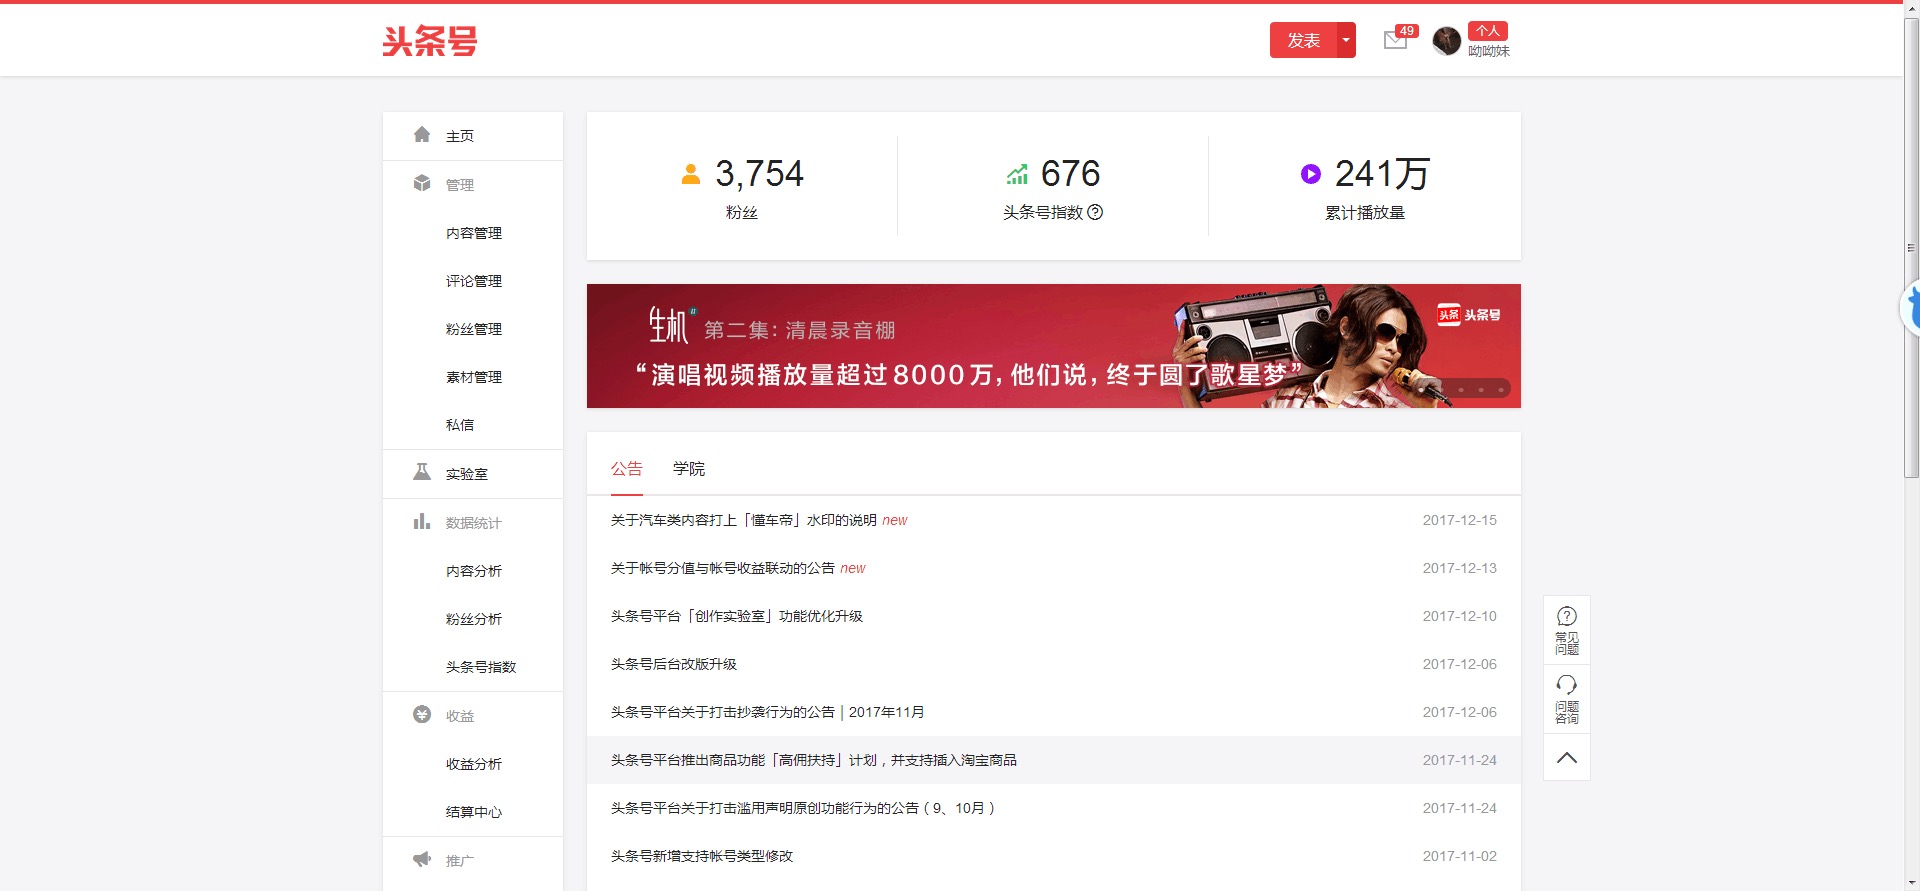 头条号
发表
49
个人
呦呦妹
主页
管理
内容管理
评论管理
粉丝管理
素材管理
私信
实验室
数据统计
内容分析
粉丝分析
头条号指数
收益
收益分析
结算中心
推广
3,754
粉丝
676
头条号指数
241万
累计播放量
生机 II 第二集：清晨录音棚
“演唱视频播放量超过8000万，他们说，终于圆了歌星梦”
头条 头条号
公告 学院
关于汽车类内容打上「懂车帝」水印的说明 new 2017-12-15
关于帐号分值与帐号收益联动的公告 new 2017-12-13
头条号平台「创作实验室」功能优化升级 2017-12-10
头条号后台改版升级 2017-12-06
头条号平台关于打击抄袭行为的公告 | 2017年11月 2017-12-06
头条号平台推出商品功能「高佣扶持」计划，并支持插入淘宝商品 2017-11-24
头条号平台关于打击滥用声明原创功能行为的公告（9、10月） 2017-11-24
头条号新增支持帐号类型修改 2017-11-02
常见
问题
问题
咨询